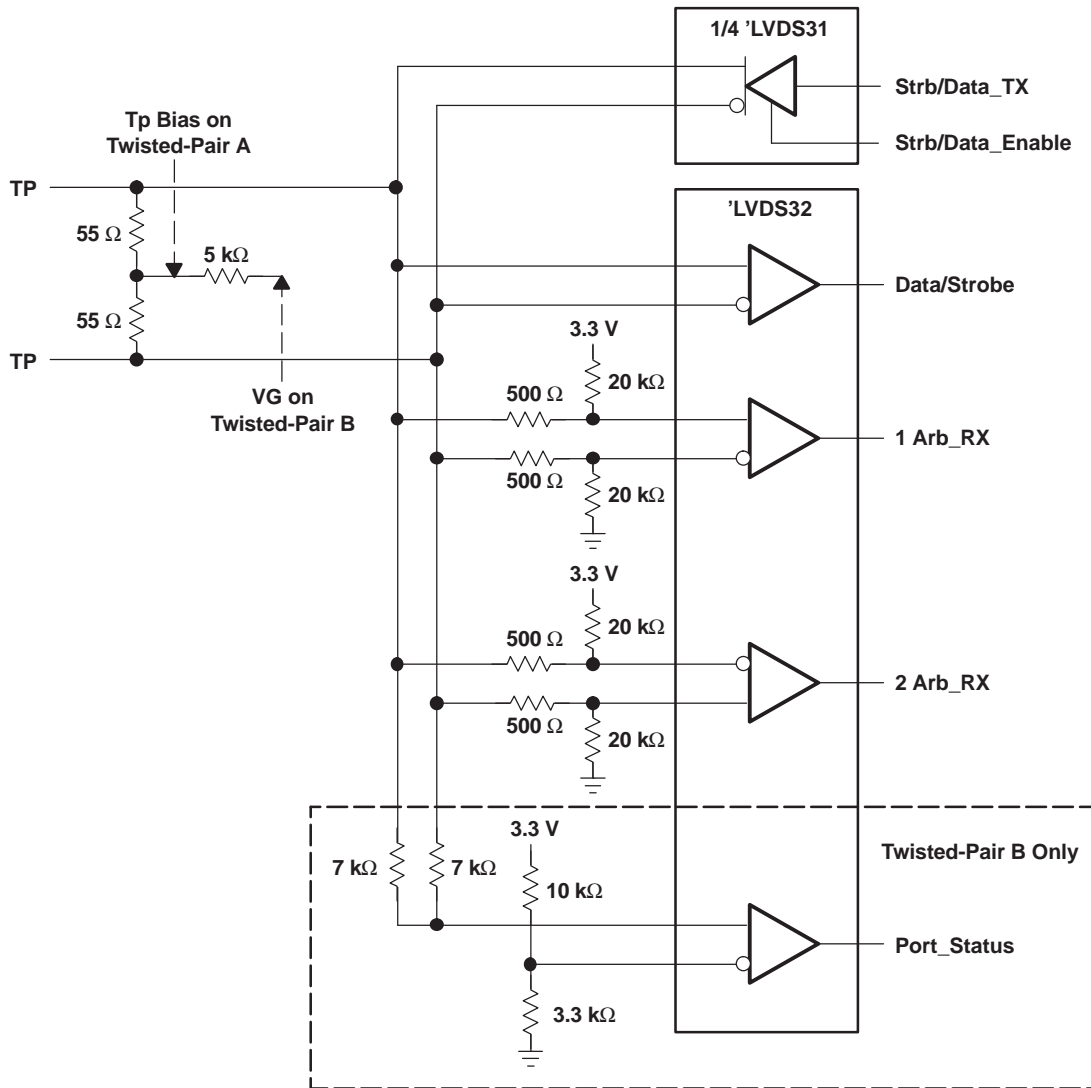 1/4 ’LVDS31
Strb/Data_TX
Strb/Data_Enable
Tp Bias on
Twisted-Pair A
TP
55 Ω
5 kΩ
55 Ω
TP
VG on
Twisted-Pair B
’LVDS32
Data/Strobe
3.3 V
20 kΩ
500 Ω
1 Arb_RX
500 Ω
20 kΩ
3.3 V
20 kΩ
500 Ω
2 Arb_RX
500 Ω
20 kΩ
3.3 V
Twisted-Pair B Only
7 kΩ
7 kΩ
10 kΩ
Port_Status
3.3 kΩ